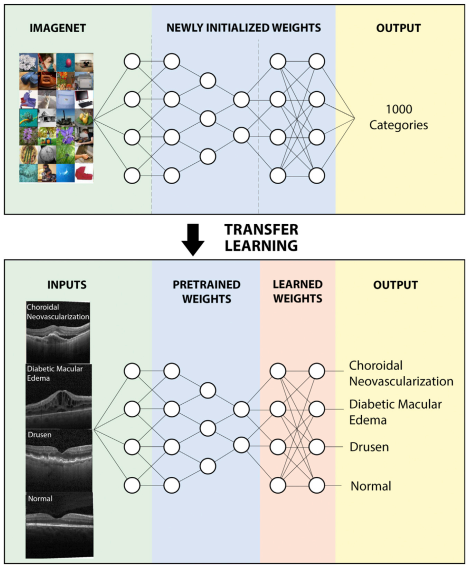 IMAGENET
NEWLY INITIALIZED WEIGHTS
OUTPUT
1000
Categories
TRANSFER
LEARNING
INPUTS
PRETRAINED
WEIGHTS
LEARNED
WEIGHTS
OUTPUT
Choroidal
Neovascularization
Diabetic Macular
Edema
Drusen
Normal
Choroidal
Neovascularization
Diabetic Macular
Edema
Drusen
Normal